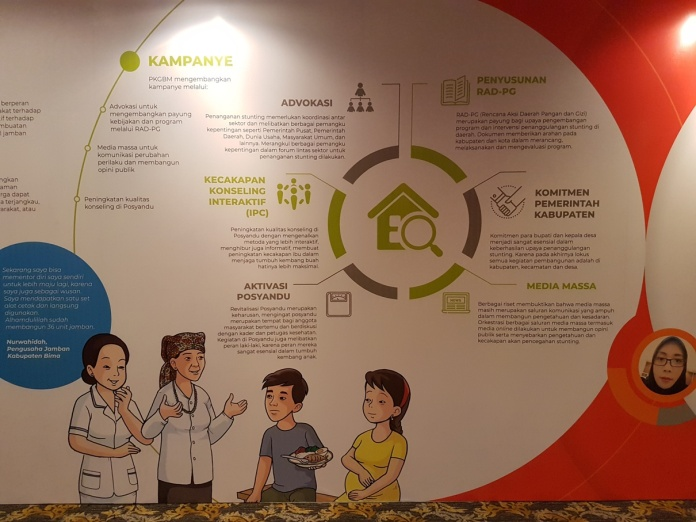 berperan
terhadap
if terhadap
mbuatan
jamban
ngkan
aman
rga dapat
a terjangkau,
arakat, atau
KAMPANYE
PKGBM mengembangkan
kampanye melalui:
Advokasi untuk
mengembangkan payung
kebijakan dan program
melalui RAD-PG
Media massa untuk
komunikasi perubahan
perilaku dan membangun
opini publik
Peningkatan kualitas
konseling di Posyandu
Sekarang saya bisa
mementor diri saya sendiri
untuk lebih maju lagi, karena
saya juga sebagai
Saya mendapatkan satu set
alat cetak dan langsung
digunakan.
Alhamdulillah sudah
membangun 36 unit jamban.
Nurwahidah,
Pengusaha Jamban
Kabupaten Bima
ADVOKASI
Penanganan stunting memerlukan koordinasi antar
sektor dan melibatkan berbagai pemangku
kepentingan seperti Pemerintah Pusat, Pemerintah
Daerah, Dunia Usaha, Masyarakat Umum, dan
lainnya. Merangkul berbagai pemangku
kepentingan dalam forum lintas sektor untuk
penanganan stunting dilakukan.
KECAKAPAN
KONSELING
INTERAKTIF
(IPC)
Peningkatan kualitas konseling di
Posyandu dengan mengenalkan
metoda yang lebih interaktif,
menghibur juga informatif, membuat
peningkatan kecakapan ibu dalam
menjaga tumbuh kembang buah
hatinya lebih maksimal.
AKTIVASI
POSYANDU
Revitalisasi Posyandu merupakan
keharusan, mengingat posyandu
merupakan tempat bagi anggota
masyarakat bertemu dan berdiskusi
dengan kader dan petugas kesehatan.
Kegiatan di Posyandu juga melibatkan
peran laki-laki, karena peran mereka
sangat esensial dalam tumbuh
kembang anak.
PENYUSUNAN
RAD-PG
RAD-PG (Rencana Aksi Daerah Pangan dan Gizi)
merupakan payung bagi upaya pengembangan
program dan intervensi penanggulangan stunting di
daerah. Dokumen memberikan arahan pada
kabupaten dan kota dalam merancang,
melaksanakan dan mengevaluasi program.
KOMITMEN
PEMERINTAH
KABUPATEN
Komitmen para bupati dan kepala desa
menjadi sangat esensial dalam
keberhasilan upaya penanggulangan
stunting. Karena pada akhirnya lokus
semua kegiatan pembangunan adalah di
kabupaten, kecamatan dan desa.
MEDIA MASSA
Berbagai riset membuktikan bahwa media massa
masih merupakan saluran komunikasi yang ampuh
dalam membangun pengetahuan dan kesadaran.
Orkestrasi berbagai saluran media massa termasuk
media online dilakukan untuk membangun opini
publik serta menyebarkan pengetahuan dan
kecakapan akan pencegahan stunting.